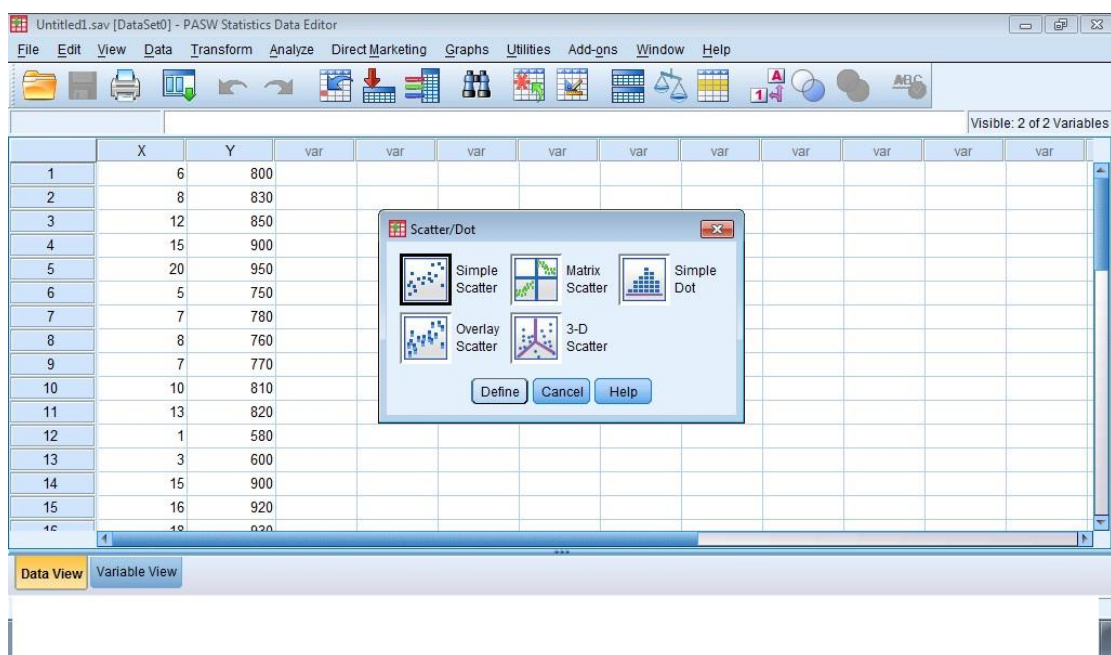 Untitled1.sav [DataSet0] - PASW Statistics Data Editor
File Edit View Data Transform Analyze Direct Marketing Graphs Utilities Add-ons Window Help
A
1
ABC
Visible: 2 of 2 Variables
X Y var var var var var var var var var var
1 6 800
2 8 830
3 12 850
4 15 900
5 20 950
6 5 750
7 7 780
8 8 760
9 7 770
10 10 810
11 13 820
12 1 580
13 3 600
14 15 900
15 16 920
16 18 930
Scatter/Dot
Simple Scatter
Matrix Scatter
Simple Dot
Overlay Scatter
3-D Scatter
Define Cancel Help
Data View Variable View